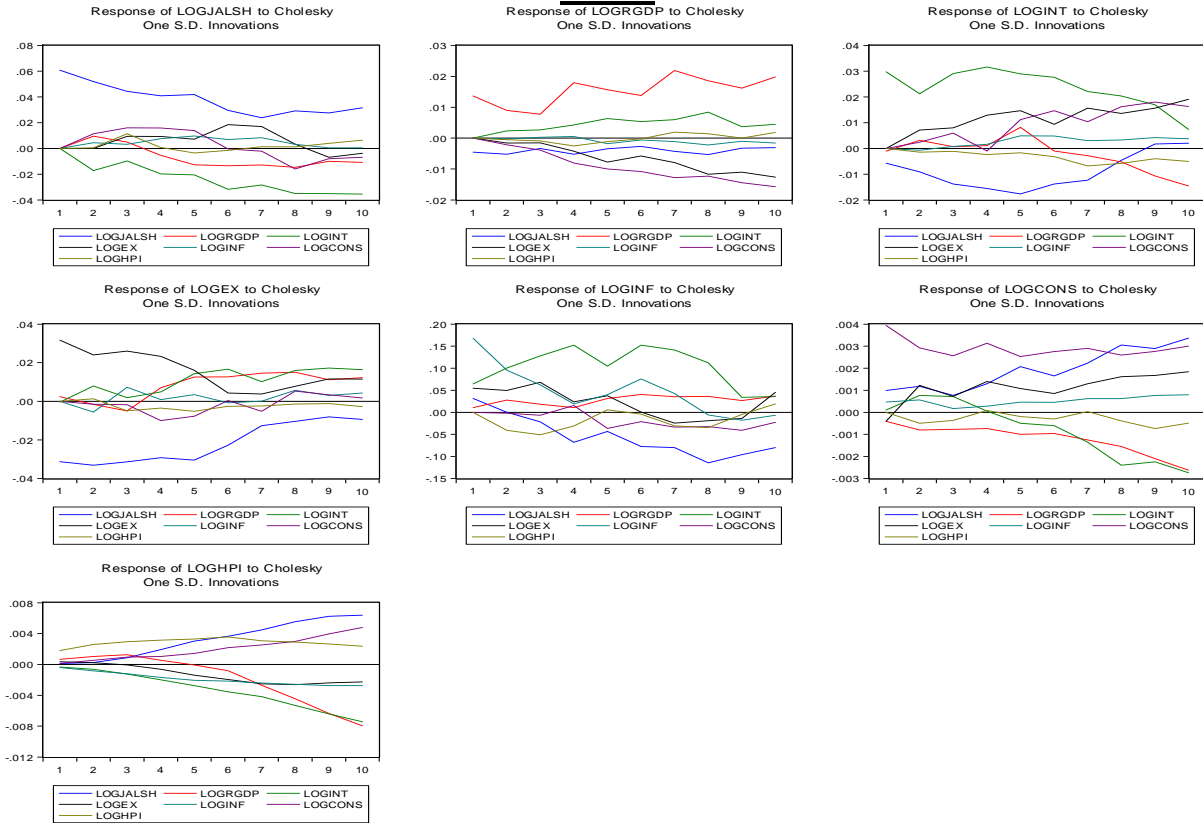 Response of LOGJALSH to Cholesky
One S.D. Innovations
.08
.06
.04
.02
.00
-.02
-.04
1 2 3 4 5 6 7 8 9 10
LOGJALSH LOGRGDP LOGINT
LOGEX LOGINF LOGCONS
LOGHPI
Response of LOGRGDP to Cholesky
One S.D. Innovations
.03
.02
.01
.00
-.01
-.02
1 2 3 4 5 6 7 8 9 10
LOGJALSH LOGRGDP LOGINT
LOGEX LOGINF LOGCONS
LOGHPI
Response of LOGINT to Cholesky
One S.D. Innovations
.04
.03
.02
.01
.00
-.01
-.02
1 2 3 4 5 6 7 8 9 10
LOGJALSH LOGRGDP LOGINT
LOGEX LOGINF LOGCONS
LOGHPI
Response of LOGEX to Cholesky
One S.D. Innovations
.04
.02
.00
-.02
-.04
1 2 3 4 5 6 7 8 9 10
LOGJALSH LOGRGDP LOGINT
LOGEX LOGINF LOGCONS
LOGHPI
Response of LOGINF to Cholesky
One S.D. Innovations
.20
.15
.10
.05
.00
-.05
-.10
-.15
1 2 3 4 5 6 7 8 9 10
LOGJALSH LOGRGDP LOGINT
LOGEX LOGINF LOGCONS
LOGHPI
Response of LOGCONS to Cholesky
One S.D. Innovations
.004
.003
.002
.001
.000
-.001
-.002
-.003
1 2 3 4 5 6 7 8 9 10
LOGJALSH LOGRGDP LOGINT
LOGEX LOGINF LOGCONS
LOGHPI
Response of LOGHPI to Cholesky
One S.D. Innovations
.008
.004
.000
-.004
-.008
-.012
1 2 3 4 5 6 7 8 9 10
LOGJALSH LOGRGDP LOGINT
LOGEX LOGINF LOGCONS
LOGHPI